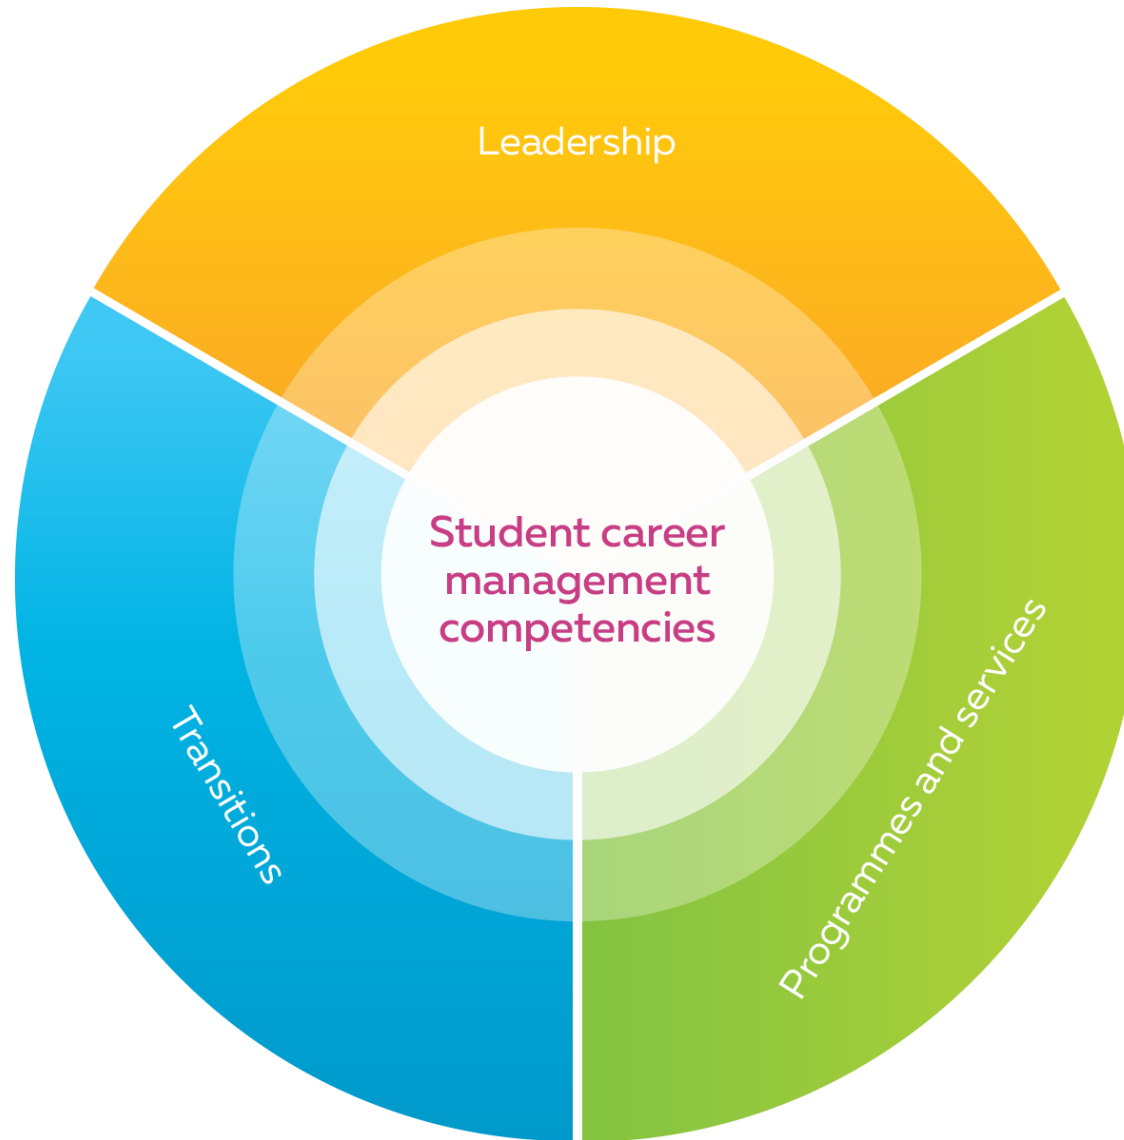 Leadership
Student career
management
competencies
Transitions
Programmes and services